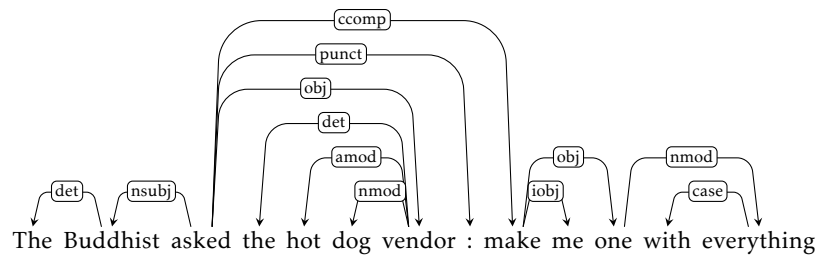 ccomp
punct
obj
det
amod obj nmod
det nsubj nmod iobj case
The Buddhist asked the hot dog vendor : make me one with everything